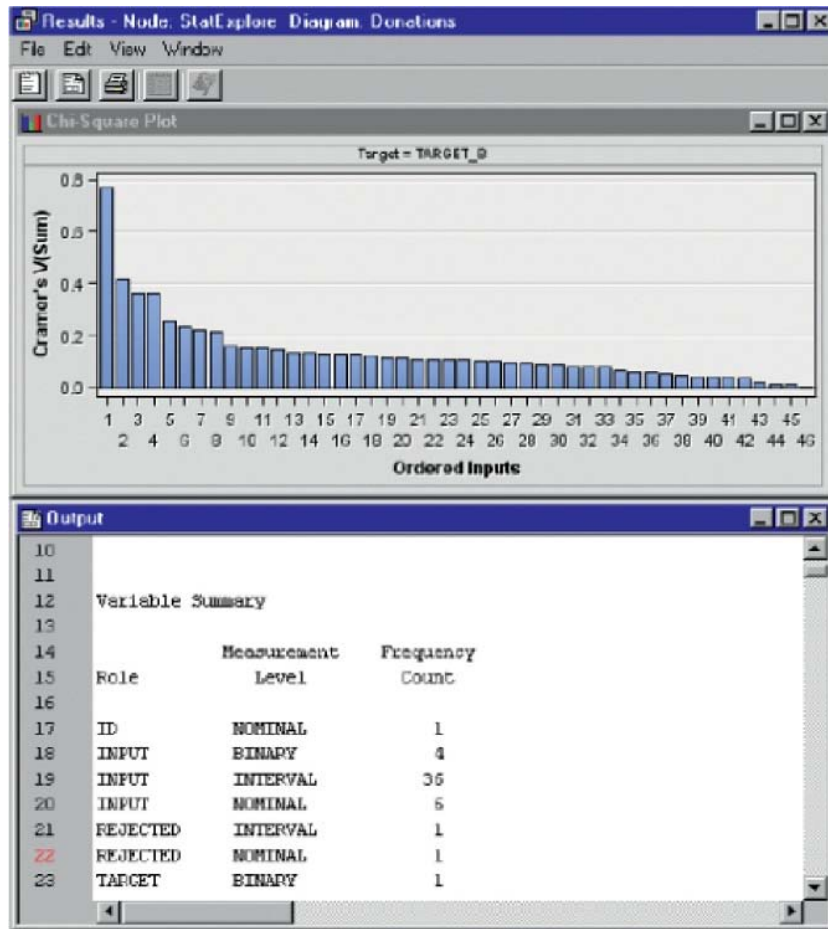 Results - Node: StatExplore Diagram: Donations
File Edit View Window
Chi-Square Plot
Target = TARGET_B
Cramer's V(Sum)
0.8
0.6
0.4
0.2
0.0
1 3 5 7 9 11 13 15 17 19 21 23 25 27 29 31 33 35 37 39 41 43 45
2 4 6 8 10 12 14 16 18 20 22 24 26 28 30 32 34 36 38 40 42 44 46
Ordered Inputs
Output
10
11
12 Variable Summary
13
14 Measurement Frequency
15 Role Level Count
16
17 ID NOMINAL 1
18 INPUT BINARY 4
19 INPUT INTERVAL 36
20 INPUT NOMINAL 6
21 REJECTED INTERVAL 1
22 REJECTED NOMINAL 1
23 TARGET BINARY 1